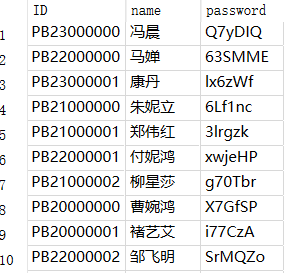 ID name password
1 PB23000000 冯晨 Q7yDIQ
2 PB22000000 马婵 63SMME
3 PB23000001 康丹 lx6zWf
4 PB21000000 朱妮立 6Lf1nc
5 PB21000001 郑伟红 3lrgzk
6 PB22000001 付妮鸿 xwjeHP
7 PB21000002 柳星莎 g70Tbr
8 PB20000000 曹婉鸿 X7GfSP
9 PB20000001 褚艺艾 i77CzA
10 PB22000002 邹飞明 SrMQZo